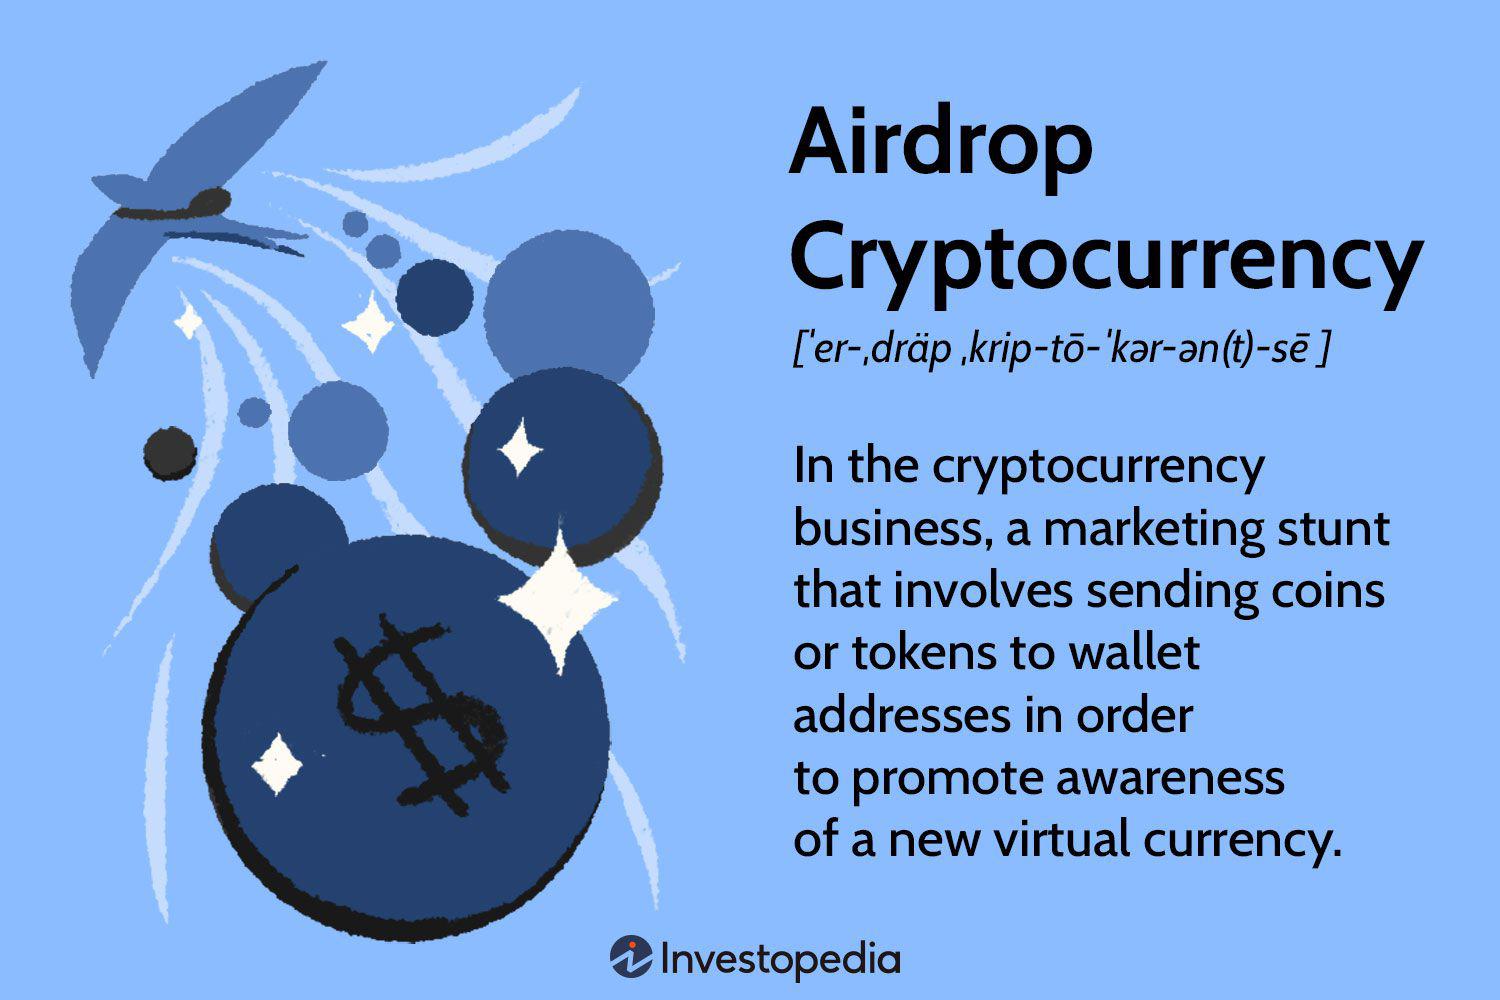 Airdrop
Cryptocurrency
[ˈer-ˌdräp ˌkrip-tō-ˈkər-ən(t)-sē ]
In the cryptocurrency
business, a marketing stunt
that involves sending coins
or tokens to wallet
addresses in order
to promote awareness
of a new virtual currency.
$
Investopedia